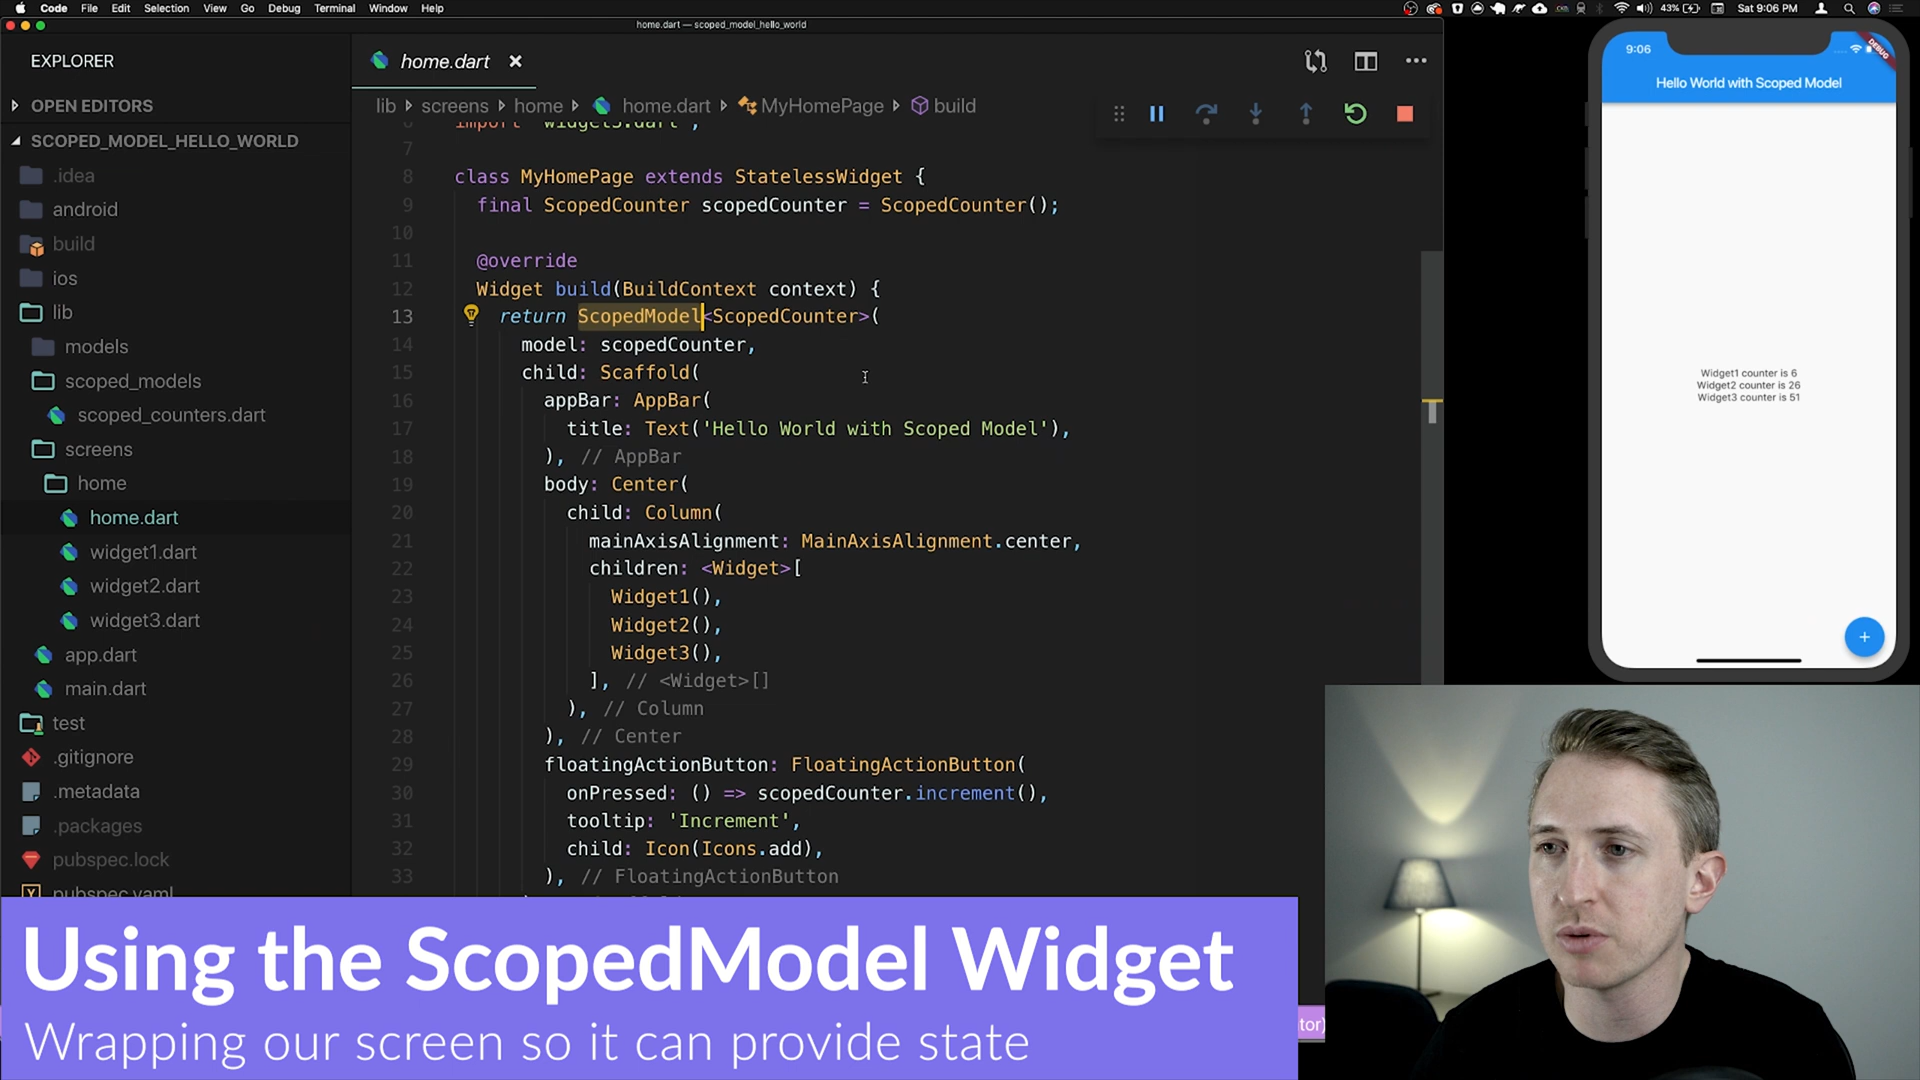 Code File Edit Selection View Go Debug Terminal Window Help
43% Sat 9:06 PM
home.dart — scoped_model_hello_world
EXPLORER
OPEN EDITORS
SCOPED_MODEL_HELLO_WORLD
.idea
android
build
ios
lib
models
scoped_models
scoped_counters.dart
screens
home
home.dart
widget1.dart
widget2.dart
widget3.dart
app.dart
main.dart
test
.gitignore
.metadata
.packages
pubspec.lock
pubspec.yaml
home.dart
lib screens home home.dart MyHomePage build
6 import 'widget3.dart';
7
8 class MyHomePage extends StatelessWidget {
9 final ScopedCounter scopedCounter = ScopedCounter();
10
11 @override
12 Widget build(BuildContext context) {
13 return ScopedModel<ScopedCounter>(
14 model: scopedCounter,
15 child: Scaffold(
16 appBar: AppBar(
17 title: Text('Hello World with Scoped Model'),
18 ), // AppBar
19 body: Center(
20 child: Column(
21 mainAxisAlignment: MainAxisAlignment.center,
22 children: <Widget>[
23 Widget1(),
24 Widget2(),
25 Widget3(),
26 ], // <Widget>[]
27 ), // Column
28 ), // Center
29 floatingActionButton: FloatingActionButton(
30 onPressed: () => scopedCounter.increment(),
31 tooltip: 'Increment',
32 child: Icon(Icons.add),
33 ), // FloatingActionButton
9:06
DEBUG
Hello World with Scoped Model
Widget1 counter is 6
Widget2 counter is 26
Widget3 counter is 51
+
Using the ScopedModel Widget
Wrapping our screen so it can provide state